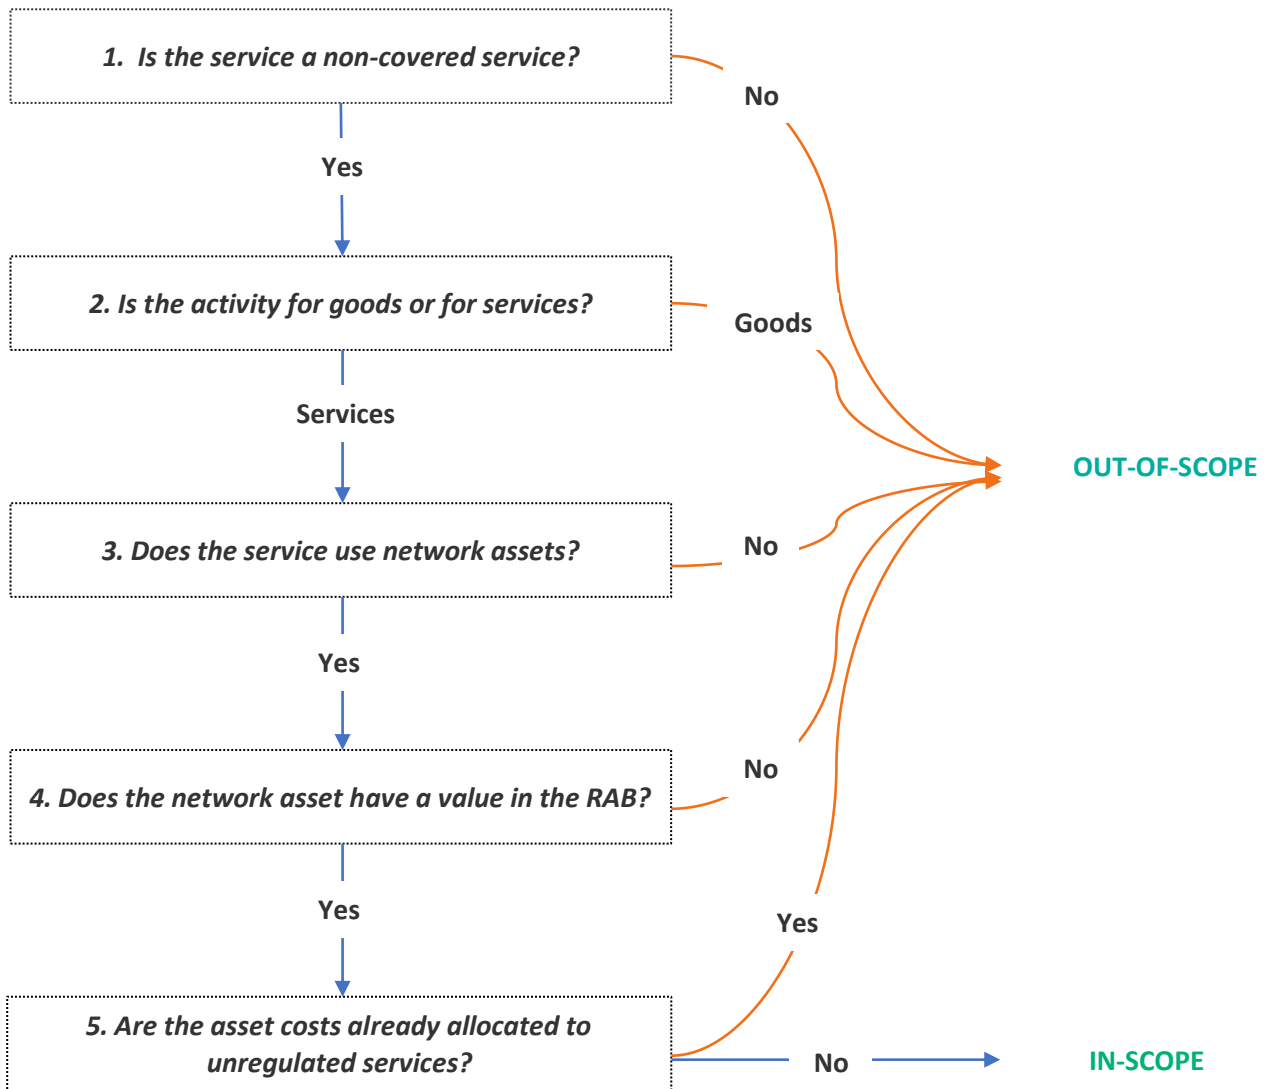 1. Is the service a non-covered service?
No
Yes
2. Is the activity for goods or for services?
Goods
Services
OUT-OF-SCOPE
3. Does the service use network assets?
No
Yes
4. Does the network asset have a value in the RAB?
No
Yes
Yes
5. Are the asset costs already allocated to
unregulated services?
No
IN-SCOPE